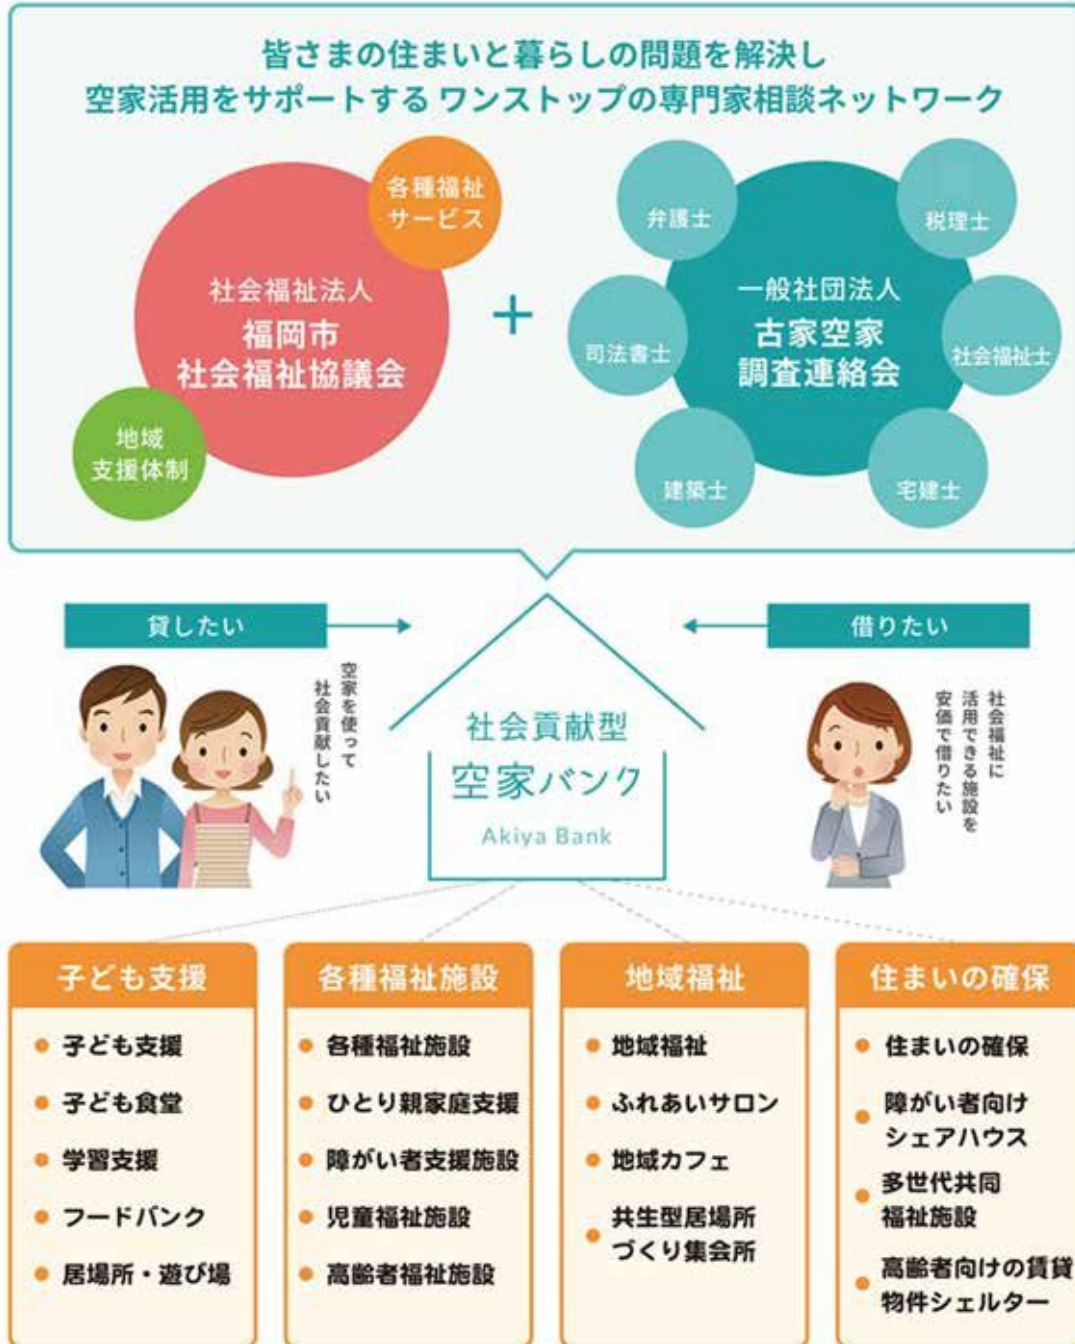 皆さまの住まいと暮らしの問題を解決し
空家活用をサポートする ワンストップの専門家相談ネットワーク
各種福祉
サービス
社会福祉法人
福岡市
社会福祉協議会
地域
支援体制
+
弁護士
税理士
司法書士
一般社団法人
古家空家
調査連絡会
社会福祉士
建築士
宅建士
貸したい
空家を使って
社会貢献したい
社会貢献型
空家バンク
Akiya Bank
借りたい
社会福祉に
活用できる施設を
安価で借りたい
子ども支援
子ども支援
子ども食堂
学習支援
フードバンク
居場所・遊び場
各種福祉施設
各種福祉施設
ひとり親家庭支援
障がい者支援施設
児童福祉施設
高齢者福祉施設
地域福祉
地域福祉
ふれあいサロン
地域カフェ
共生型居場所
づくり集会所
住まいの確保
住まいの確保
障がい者向け
シェアハウス
多世代共同
福祉施設
高齢者向けの賃貸
物件シェルター